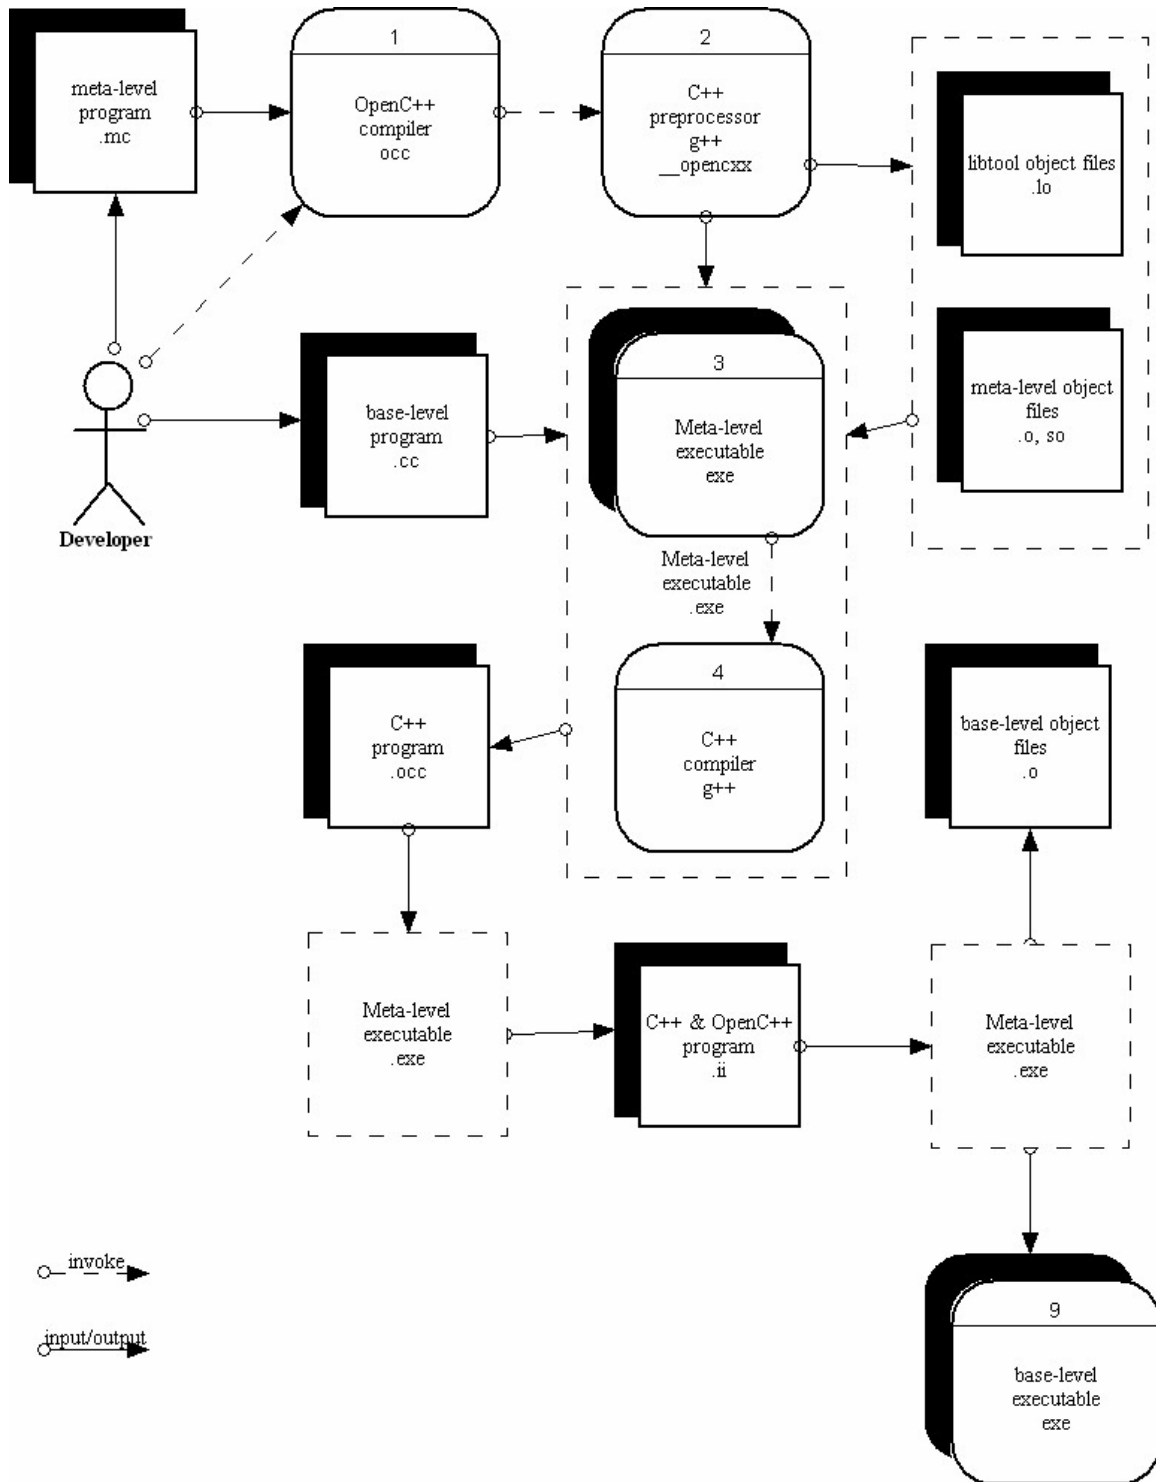 1
2
meta-level
program
.mc
OpenC++
compiler
occ
C++
preprocessor
g++
__opencxx
libtool object files
.lo
3
base-level
program
.cc
Meta-level
executable
exe
meta-level object
files
.o, so
Developer
Meta-level
executable
.exe
4
C++
program
.occ
C++
compiler
g++
base-level object
files
.o
Meta-level
executable
.exe
C++ & OpenC++
program
.ii
Meta-level
executable
.exe
invoke
input/output
9
base-level
executable
exe